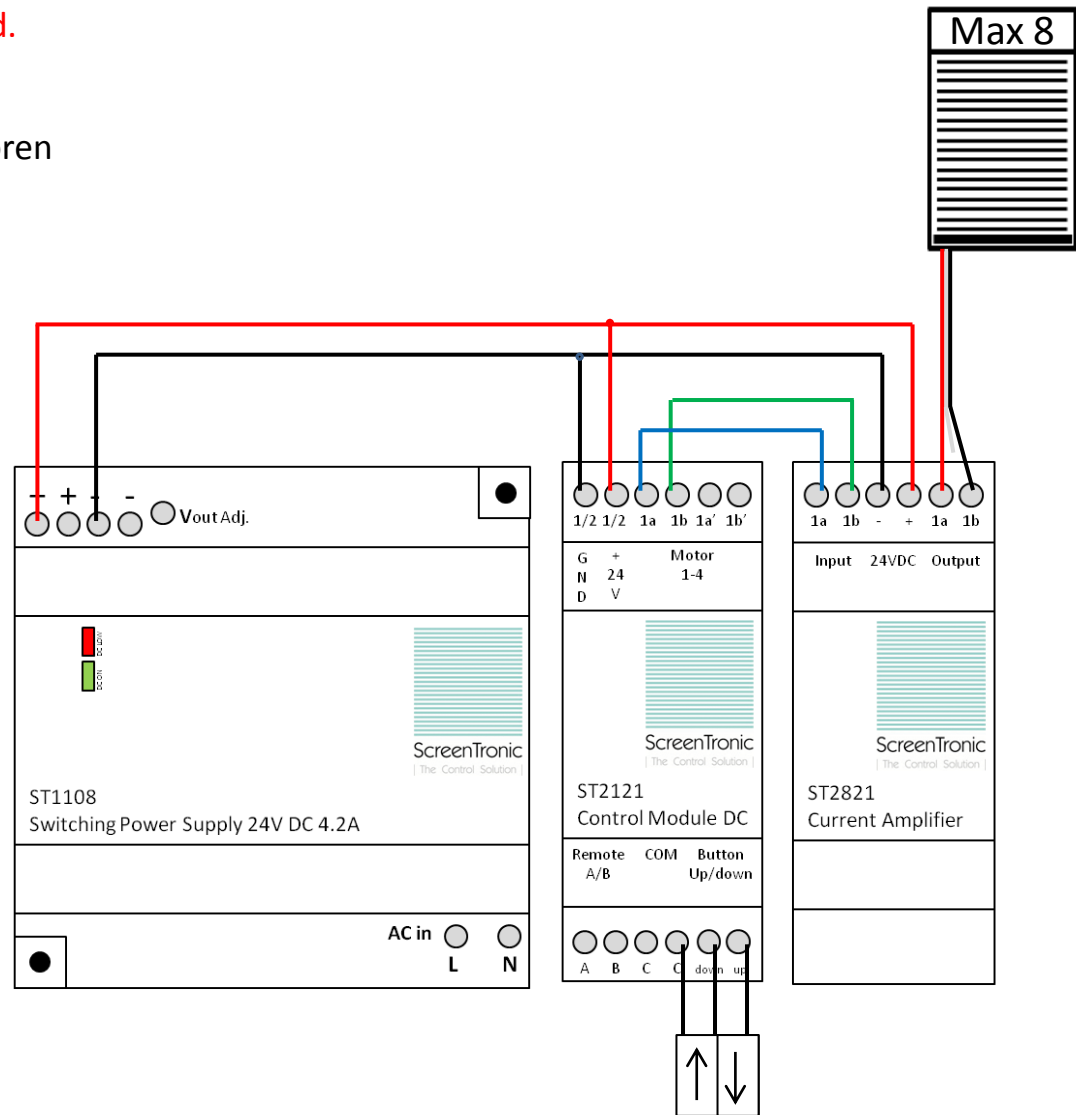 d.
Max 8
ren
+ + - -
Vout Adj.
1/2 1/2 1a 1b 1a' 1b'
G
N
D
+
24
V
Motor
1-4
1a 1b - + 1a 1b
Input 24VDC Output
DC ON
ScreenTronic
| The Control Solution |
ST1108
Switching Power Supply 24V DC 4.2A
AC in
L N
ScreenTronic
| The Control Solution |
ST2121
Control Module DC
Remote
A/B
COM
Button
Up/down
A B C C down up
ScreenTronic
| The Control Solution |
ST2821
Current Amplifier